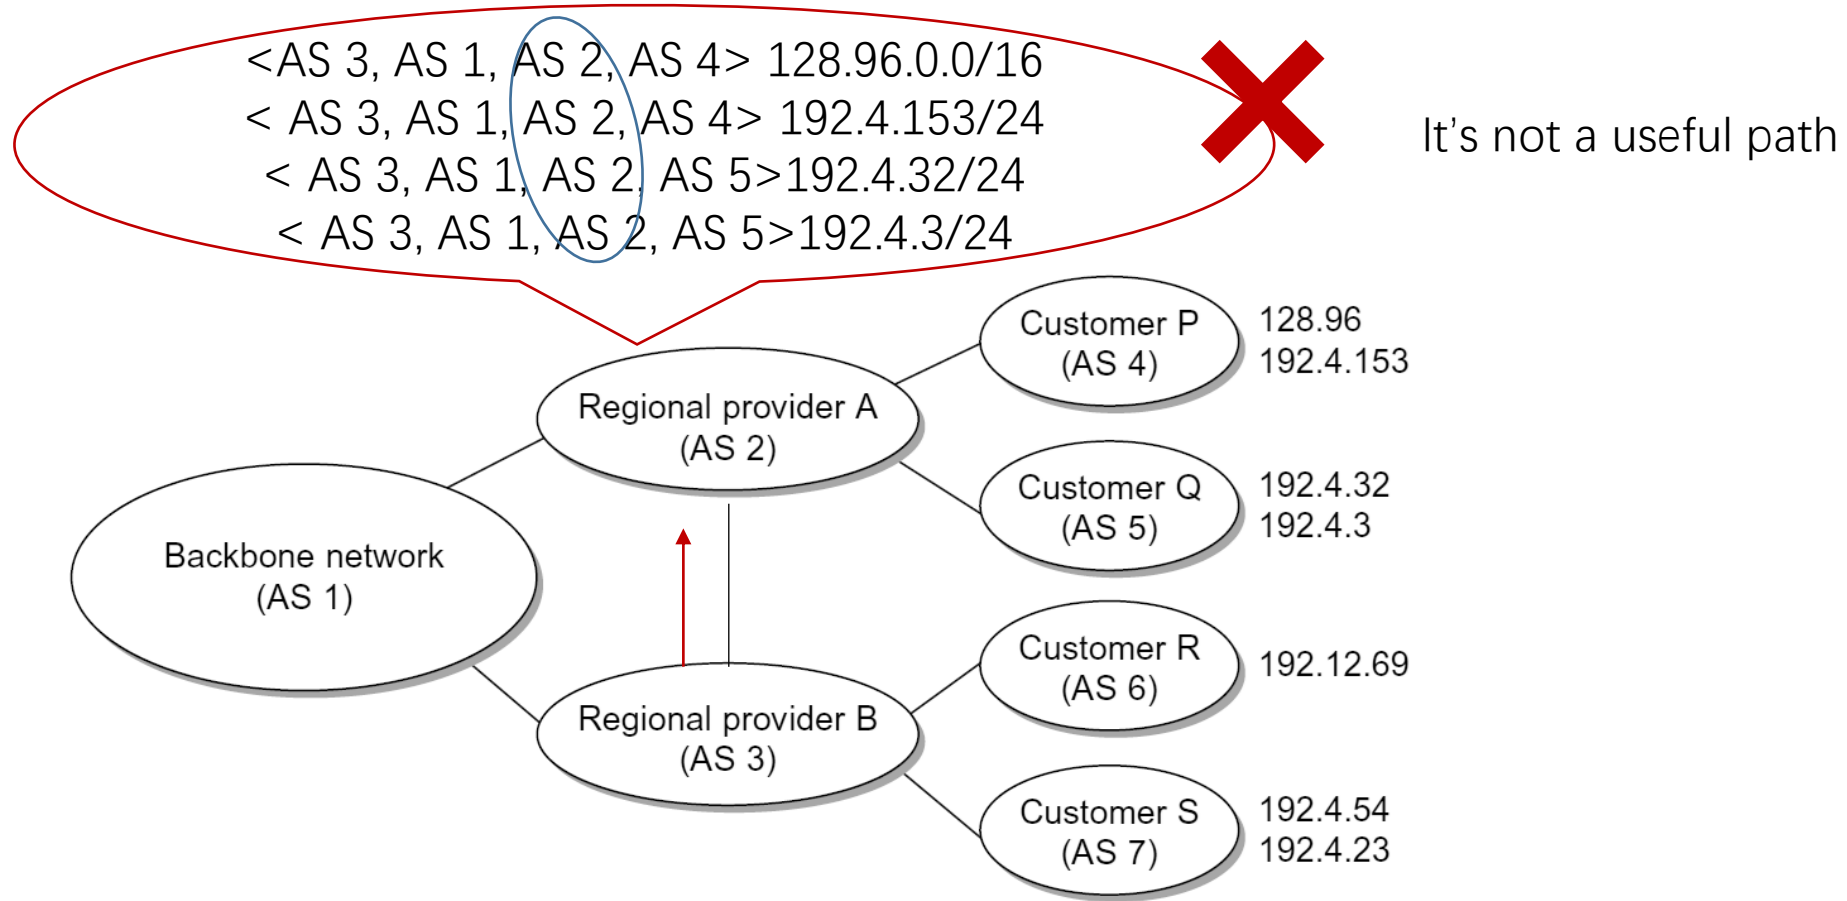 <AS 3, AS 1, AS 2, AS 4> 128.96.0.0/16
< AS 3, AS 1, AS 2, AS 4> 192.4.153/24
< AS 3, AS 1, AS 2, AS 5>192.4.32/24
< AS 3, AS 1, AS 2, AS 5>192.4.3/24
It's not a useful path
Customer P
(AS 4)
128.96
192.4.153
Regional provider A
(AS 2)
Customer Q
(AS 5)
192.4.32
192.4.3
Backbone network
(AS 1)
Customer R
(AS 6)
192.12.69
Regional provider B
(AS 3)
Customer S
(AS 7)
192.4.54
192.4.23